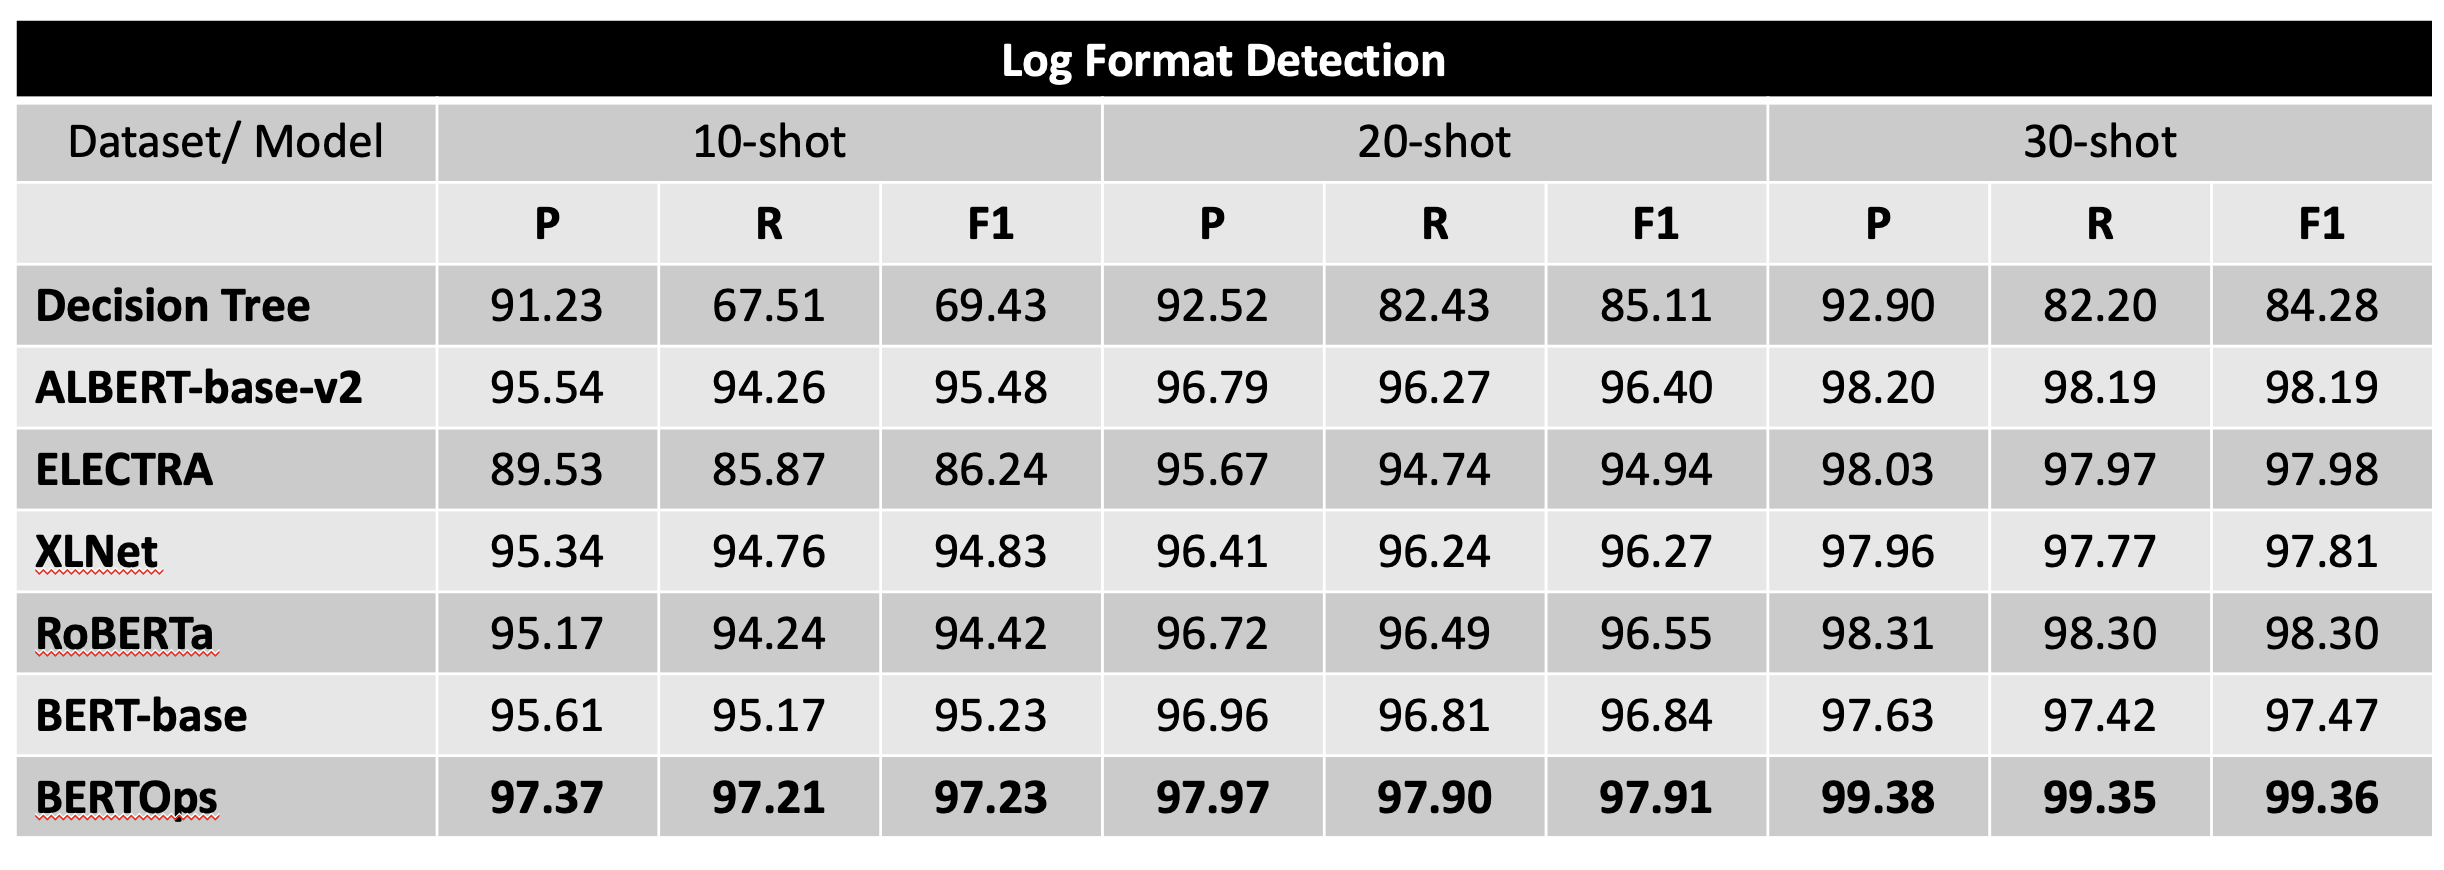 Log Format Detection
Dataset/ Model 10-shot 20-shot 30-shot
P R F1 P R F1 P R F1
Decision Tree 91.23 67.51 69.43 92.52 82.43 85.11 92.90 82.20 84.28
ALBERT-base-v2 95.54 94.26 95.48 96.79 96.27 96.40 98.20 98.19 98.19
ELECTRA 89.53 85.87 86.24 95.67 94.74 94.94 98.03 97.97 97.98
XLNet 95.34 94.76 94.83 96.41 96.24 96.27 97.96 97.77 97.81
RoBERTa 95.17 94.24 94.42 96.72 96.49 96.55 98.31 98.30 98.30
BERT-base 95.61 95.17 95.23 96.96 96.81 96.84 97.63 97.42 97.47
BERTOps 97.37 97.21 97.23 97.97 97.90 97.91 99.38 99.35 99.36